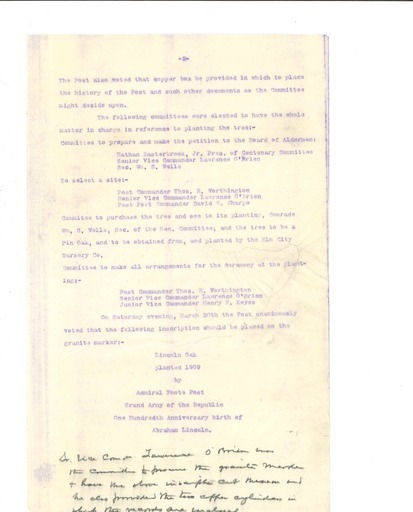 -2-
The Post also voted that copper box be provided in which to place
the history of the Post and such other documents as the Committee
might decide upon.
The following committees were elected to have the whole
matter in charge in reference to planting the tree:-
Committee to prepare and make the petition to the Board of Aldermen:
Nathan Easterbrook, Jr. Pres. of Centenary Committee
Senior Vice Commander Lawrence O'Brien
Sec. Wm. S. Wells
To select a site:-
Post Commander Thos. R. Worthington
Senior Vice Commander Lawrence O'Brien
Past Post Commander David E. Sharpe
Committee to purchase the tree and see to its planting, Comrade
Wm. S. Wells, Sec. of the Gen. Committee; and the tree to be a
Pin Oak, and to be obtained from, and planted by the Elm City
Nursery Co.
Committee to make all arrangements for the ceremony at the plant-
ing:-
Post Commander Thos. R. Worthington
Senior Vice Commander Lawrence O'Brien
Junior Vice Commander Henry F. Keyes
On Saturday evening, March 20th the Post unanimously
voted that the following inscription should be placed on the
granite marker:-
Lincoln Oak
planted 1909
by
Admiral Foote Post
Grand Army of the Republic
One Hundredth Anniversary birth of
Abraham Lincoln.
Sr. Vice Com Lawrence O'Brien was
the Committee to procure the granite Marker
& have the above inscription cut thereon and
he also provided the two copper cylinders in
which the records are inclosed